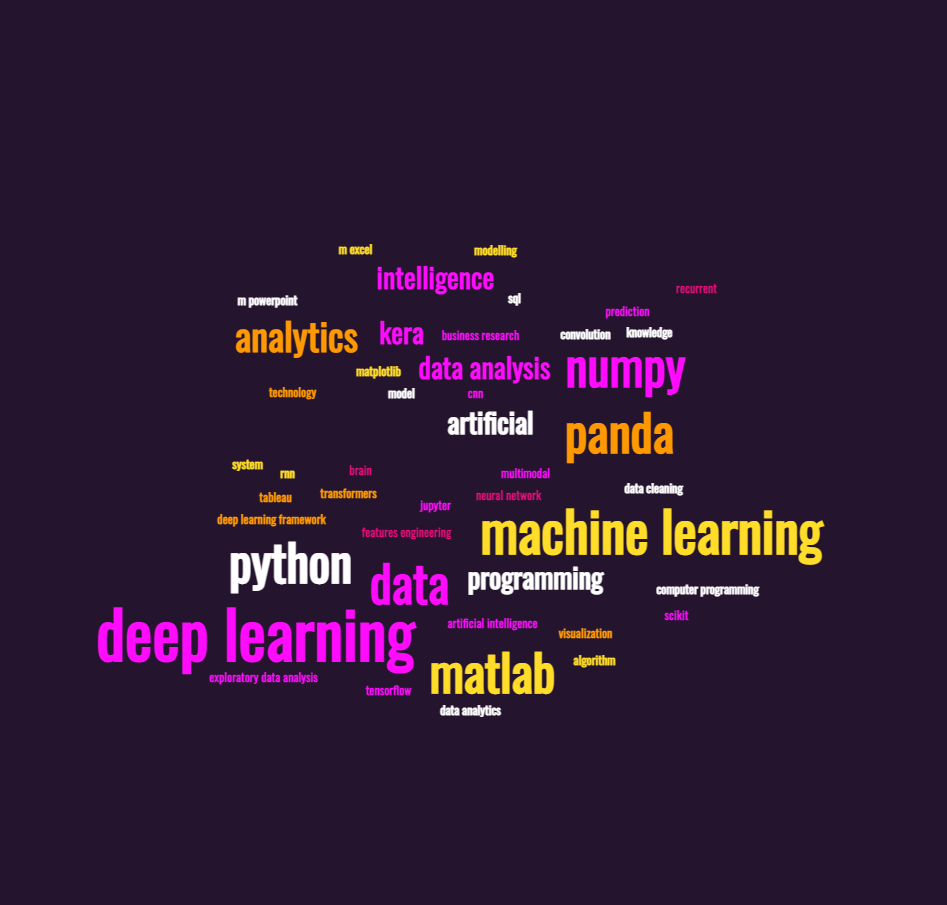 m excel
modelling
intelligence
recurrent
m powerpoint
sql
prediction
analytics
kera
business research
convolution
knowledge
matplotlib
data analysis
numpy
technology
model
cnn
artificial
panda
system
rnn
brain
multimodal
data cleaning
tableau
transformers
neural network
jupyter
deep learning framework
features engineering
machine learning
python
data
programming
computer programming
scikit
deep learning
artificial intelligence
visualization
matlab
algorithm
exploratory data analysis
tensorflow
data analytics